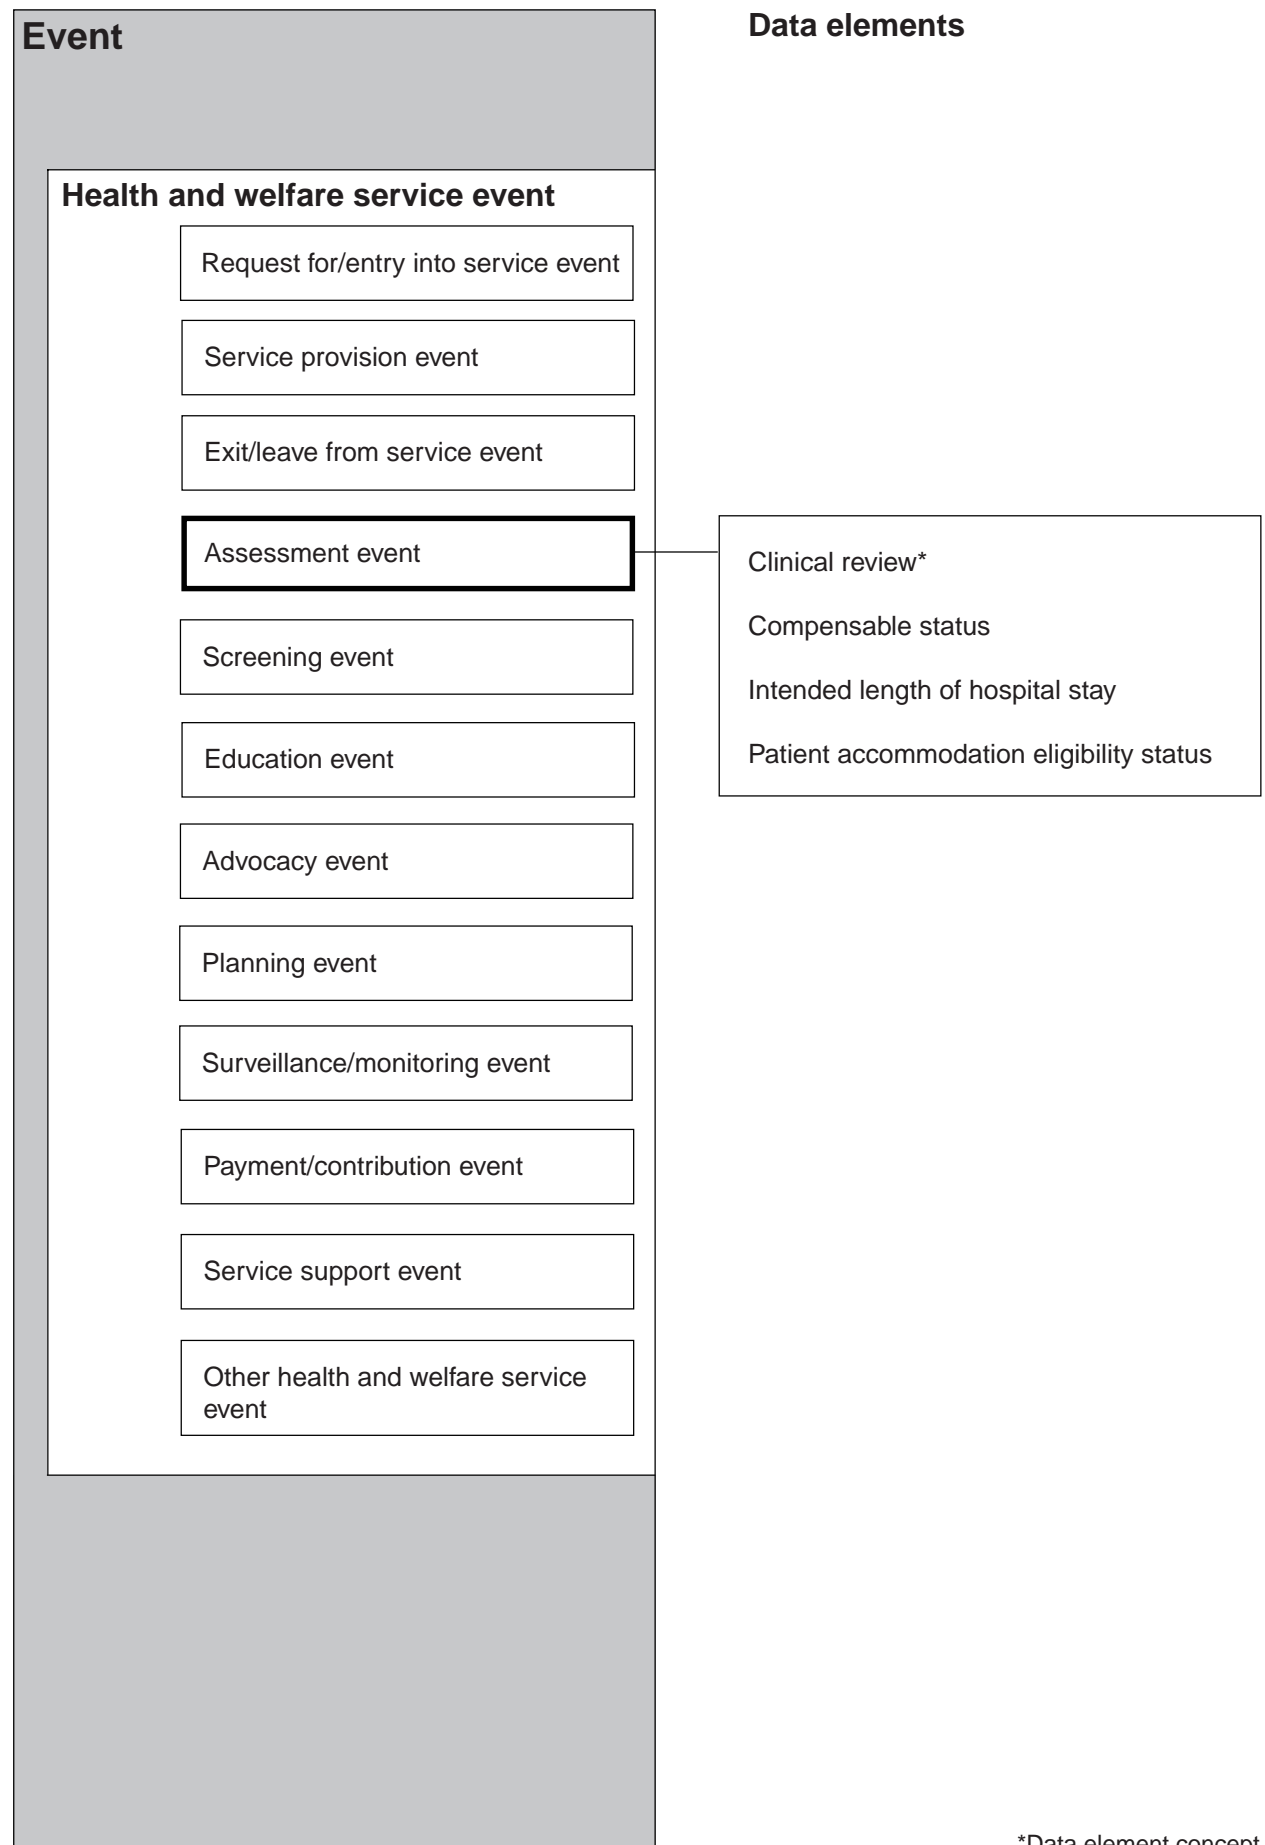 Event
Data elements
Health and welfare service event
Request for/entry into service event
Service provision event
Exit/leave from service event
Assessment event
Clinical review*
Compensable status
Intended length of hospital stay
Patient accommodation eligibility status
Screening event
Education event
Advocacy event
Planning event
Surveillance/monitoring event
Payment/contribution event
Service support event
Other health and welfare service
event
*Data element concept